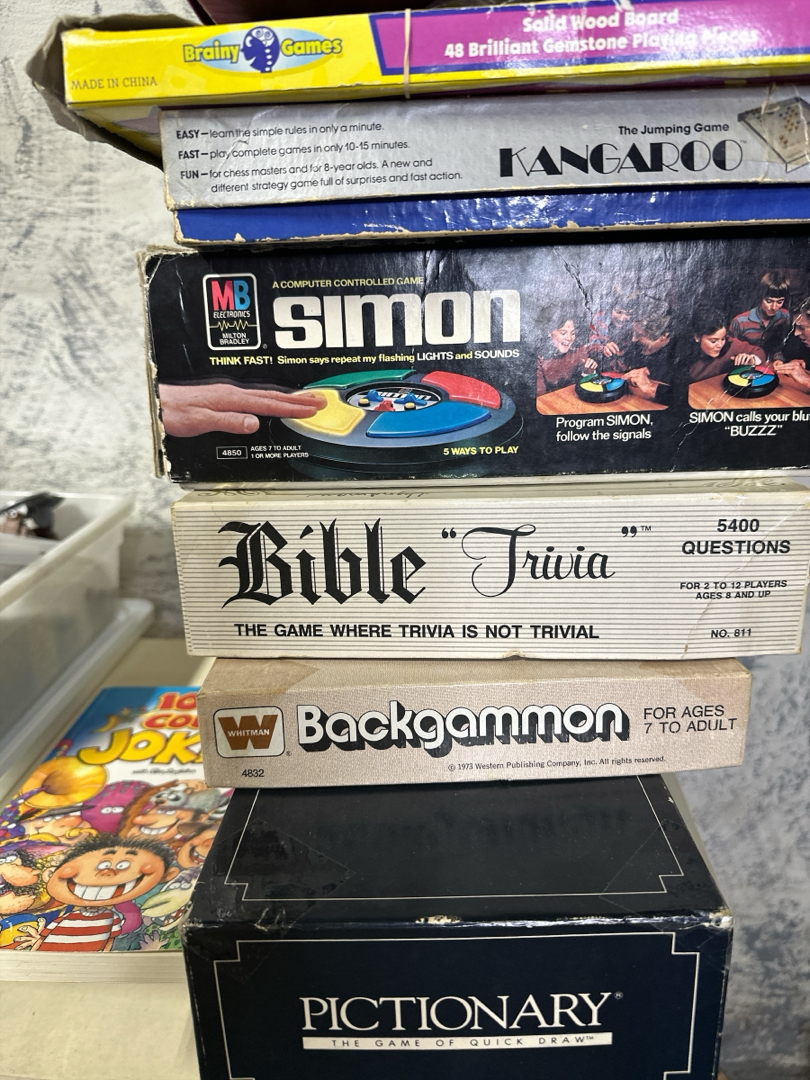 Solid Wood Board
Brainy Games
48 Brilliant Gemstone Playing Pieces
MADE IN CHINA
EASY – learn the simple rules in only a minute.
FAST – play complete games in only 10-15 minutes.
FUN – for chess masters and for 8-year olds. A new and
different strategy game full of surprises and fast action.
The Jumping Game
KANGAROO
MB
ELECTRONICS
MILTON
BRADLEY
A COMPUTER CONTROLLED GAME
SIMON
THINK FAST! Simon says repeat my flashing LIGHTS and SOUNDS
4850
AGES 7 TO ADULT
1 OR MORE PLAYERS
5 WAYS TO PLAY
Program SIMON,
follow the signals
SIMON calls your
"BUZZZ"
Bible "Trivia"™
5400
QUESTIONS
FOR 2 TO 12 PLAYERS
AGES 8 AND UP
THE GAME WHERE TRIVIA IS NOT TRIVIAL
NO. 811
W
WHITMAN®
4832
Backgammon
FOR AGES
7 TO ADULT
© 1973 Western Publishing Company, Inc. All rights reserved.
PICTIONARY®
THE GAME OF QUICK DRAW™